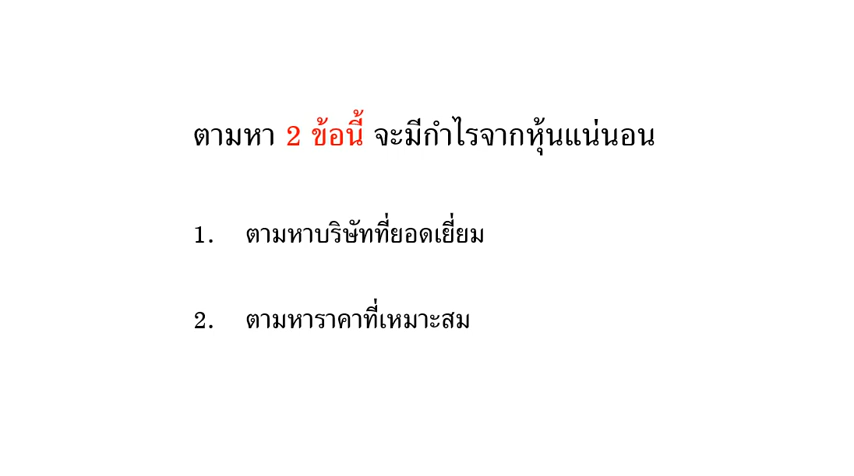 ตามหา 2 ข้อนี้ จะมีกำไรจากหุ้นแน่นอน
1. ตามหาบริษัทที่ยอดเยี่ยม
2. ตามหาราคาที่เหมาะสม